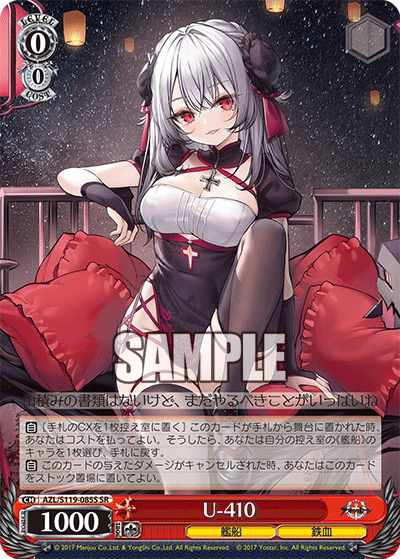 LEVEL
0
0
COST
SAMPLE
山積みの書類はないけど、まだやるべきことがいっぱいね
自 〔手札のCXを1枚控え室に置く〕 このカードが手札から舞台に置かれた時、
あなたはコストを払ってよい。そうしたら、あなたは自分の控え室の《艦船》の
キャラを1枚選び、手札に戻す。
自 このカードの与えたダメージがキャンセルされた時、あなたはこのカード
をストック置場に置いてよい。
CH AZL/S119-085S SR
1000
U-410
艦船
鉄血
© 2017 Manjuu Co.,Ltd. & YongShi Co.,Ltd. All Rights Reserved. © 2017 Yostar, Inc. All Rights Reserved.